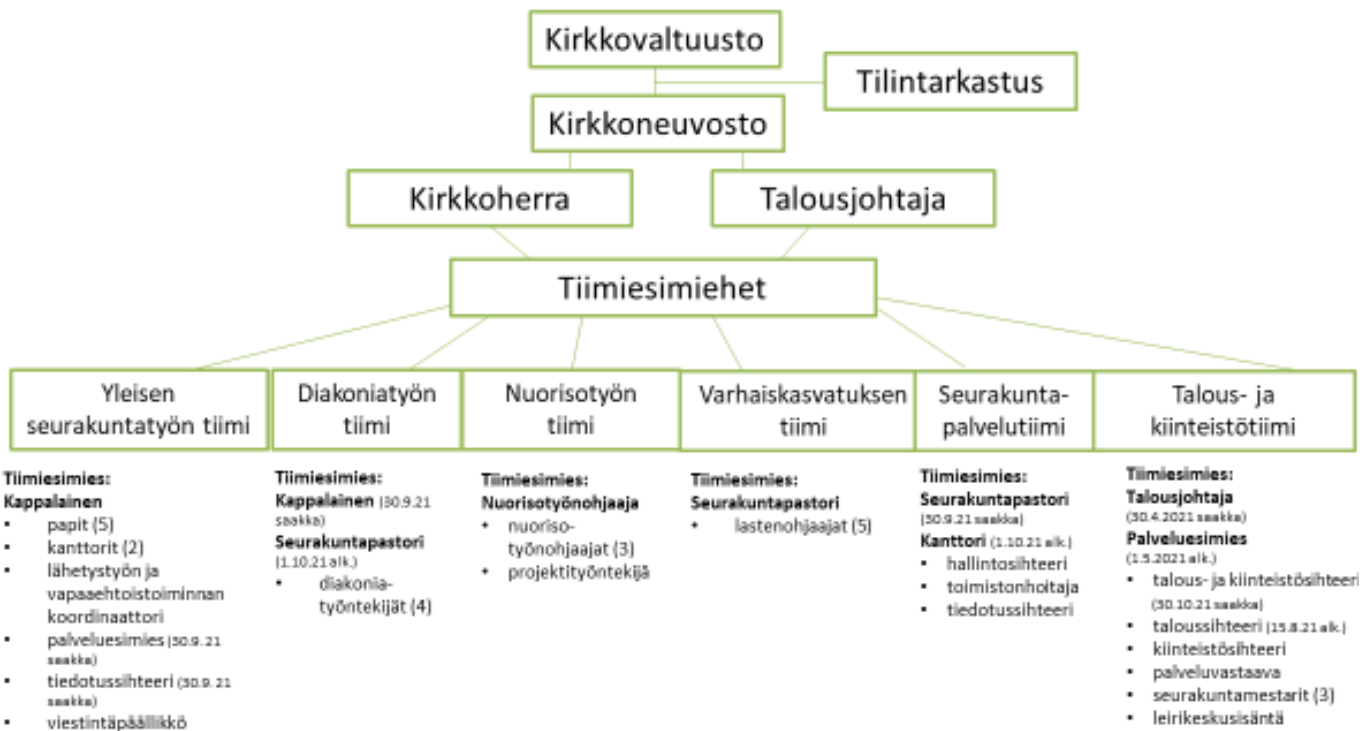 Kirkkovaltuusto
Tilintarkastus
Kirkkoneuvosto
Kirkkoherra
Talousjohtaja
Tiimiesimiehet
Yleisen
seurakuntatyön tiimi
Diakoniatyön
tiimi
Nuorisotyön
tiimi
Varhaiskasvatuksen
tiimi
Seurakunta-
palvelutiimi
Talous- ja
kiinteistötiimi
Tiimiesimies:
Kappalainen
• papit (5)
• kanttorit (2)
• lähetystyön ja
vapaaehtoistoiminnan
koordinaattori
• palveluesimies (30.9. 21
saakka)
• tiedotussihteeri (30.9. 21
saakka)
• viestintäpäällikkö
Tiimiesimies:
Kappalainen (30.9.21
saakka)
Seurakuntapastori
(1.10.21 alk.)
• diakonia-
työntekijät (4)
Tiimiesimies:
Nuorisotyönohjaaja
• nuoriso-
työnohjaajat (3)
• projektityöntekijä
Tiimiesimies:
Seurakuntapastori
• lastenohjaajat (5)
Tiimiesimies:
Seurakuntapastori
(30.9.21 saakka)
Kanttori (1.10.21 alk.)
• hallintosihteeri
• toimistonhoitaja
• tiedotussihteeri
Tiimiesimies:
Talousjohtaja
(30.4.2021 saakka)
Palveluesimies
(1.5.2021 alk.)
• talous- ja kiinteistösihteeri
(30.10.21 saakka)
• taloussihteeri (15.8.21 alk.)
• kiinteistösihteeri
• palveluvastaava
• seurakuntamestarit (3)
• leirikeskusisäntä